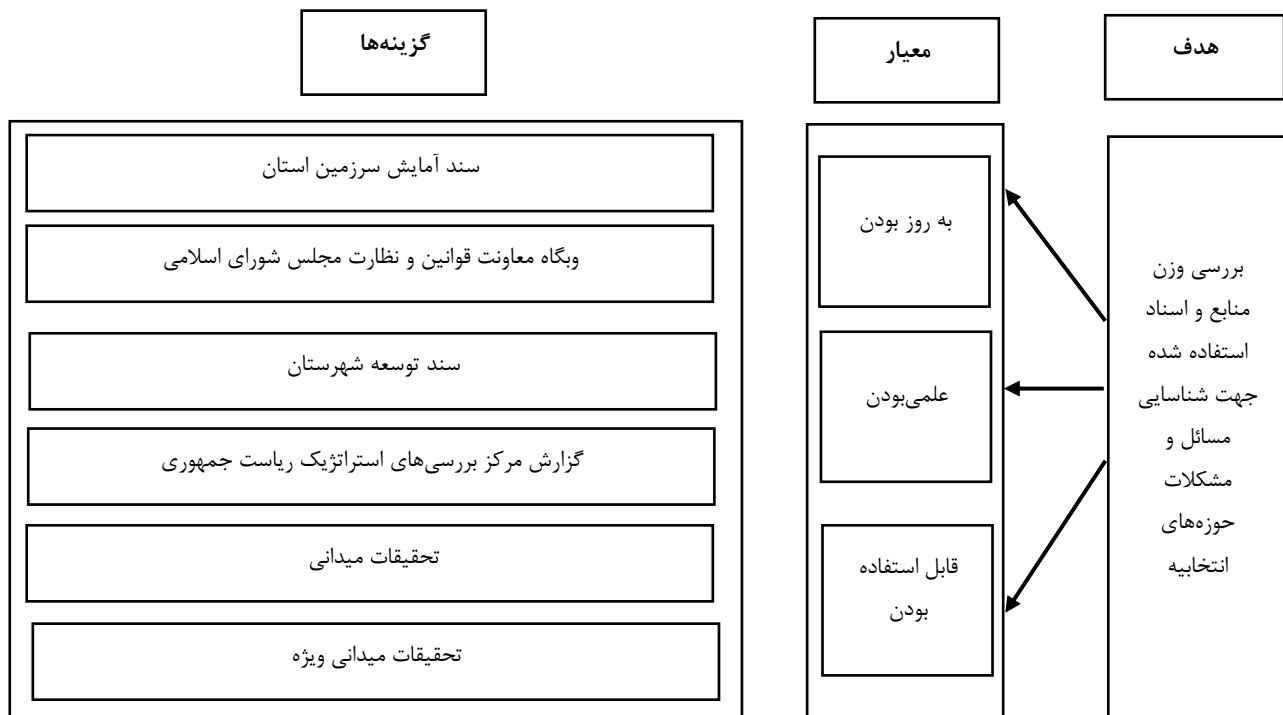 هدف
معیار
گزینه‌ها
بررسی وزن
منابع و اسناد
استفاده شده
جهت شناسایی
مسائل و
مشکلات
حوزه‌های
انتخابیه
به روز بودن
علمی‌بودن
قابل استفاده
بودن
سند آمایش سرزمین استان
وبگاه معاونت قوانین و نظارت مجلس شورای اسلامی
سند توسعه شهرستان
گزارش مرکز بررسی‌های استراتژیک ریاست جمهوری
تحقیقات میدانی
تحقیقات میدانی ویژه